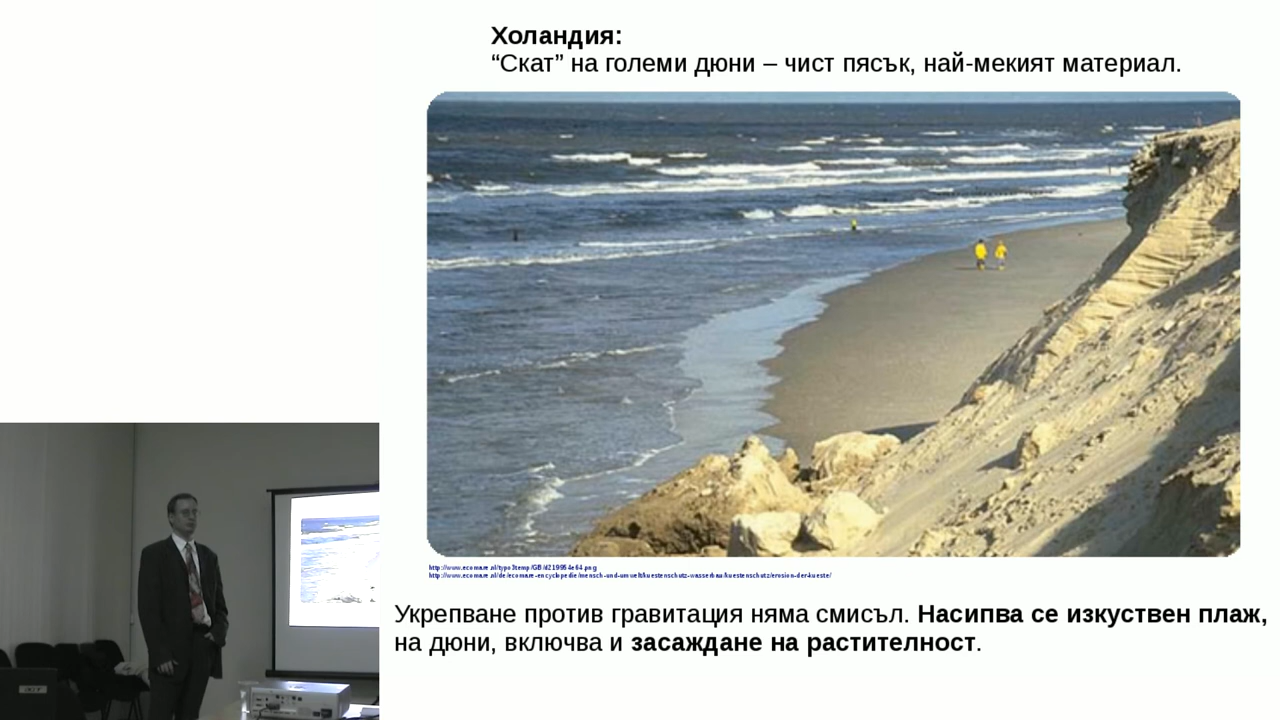 Холандия:
“Скат” на големи дюни – чист пясък, най-мекият материал.
http://www.ecomare.nl/typo3temp/GB/d219954e64.png
http://www.ecomare.nl/de/ecomare-encyclopedie/mensch-und-umwelt/kuestenschutz-wasserbau/kuestenschutz/erosion-der-kueste/
Укрепване против гравитация няма смисъл. Насипва се изкуствен плаж,
на дюни, включва и засаждане на растителност.
acer